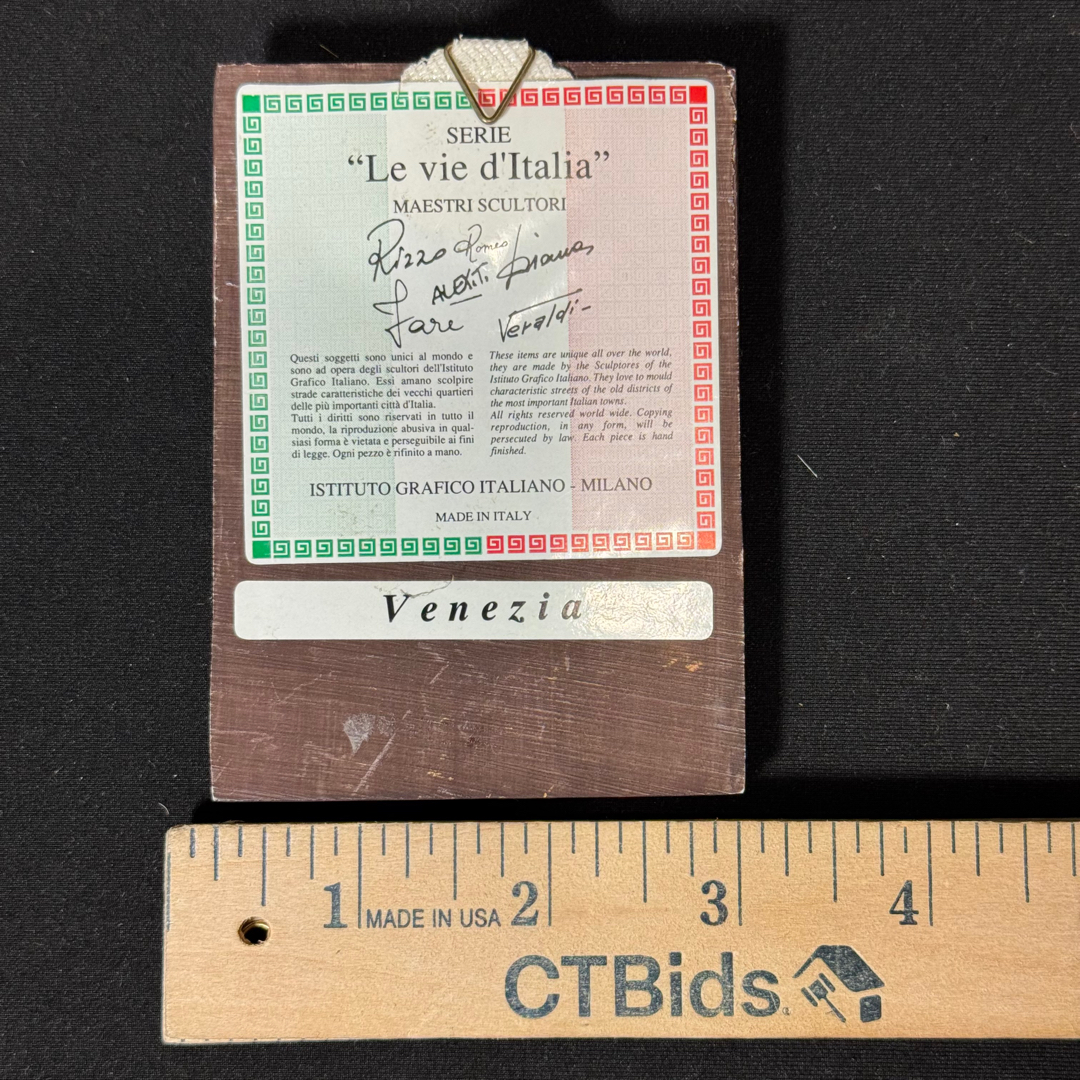 SERIE
“Le vie d'Italia”
MAESTRI SCULTORI
Rizzo Romeo
Fare
Veraldi
Questi soggetti sono unici al mondo e
sono ad opera degli scultori dell'Istituto
Grafico Italiano. Essi amano scolpire
strade caratteristiche dei vecchi quartieri
delle più importanti città d'Italia.
Tutti i diritti sono riservati in tutto il
mondo, la riproduzione abusiva in qual-
siasi forma è vietata e perseguibile ai fini
di legge. Ogni pezzo è rifinito a mano.
These items are unique all over the world,
they are made by the Sculptores of the
Istituto Grafico Italiano. They love to mould
characteristic streets of the old districts of
the most important Italian towns.
All rights reserved world wide. Copying
reproduction, in any form, will be
persecuted by law. Each piece is hand
finished.
ISTITUTO GRAFICO ITALIANO - MILANO
MADE IN ITALY
Venezia
1 MADE IN USA 2 3 4
CTBids